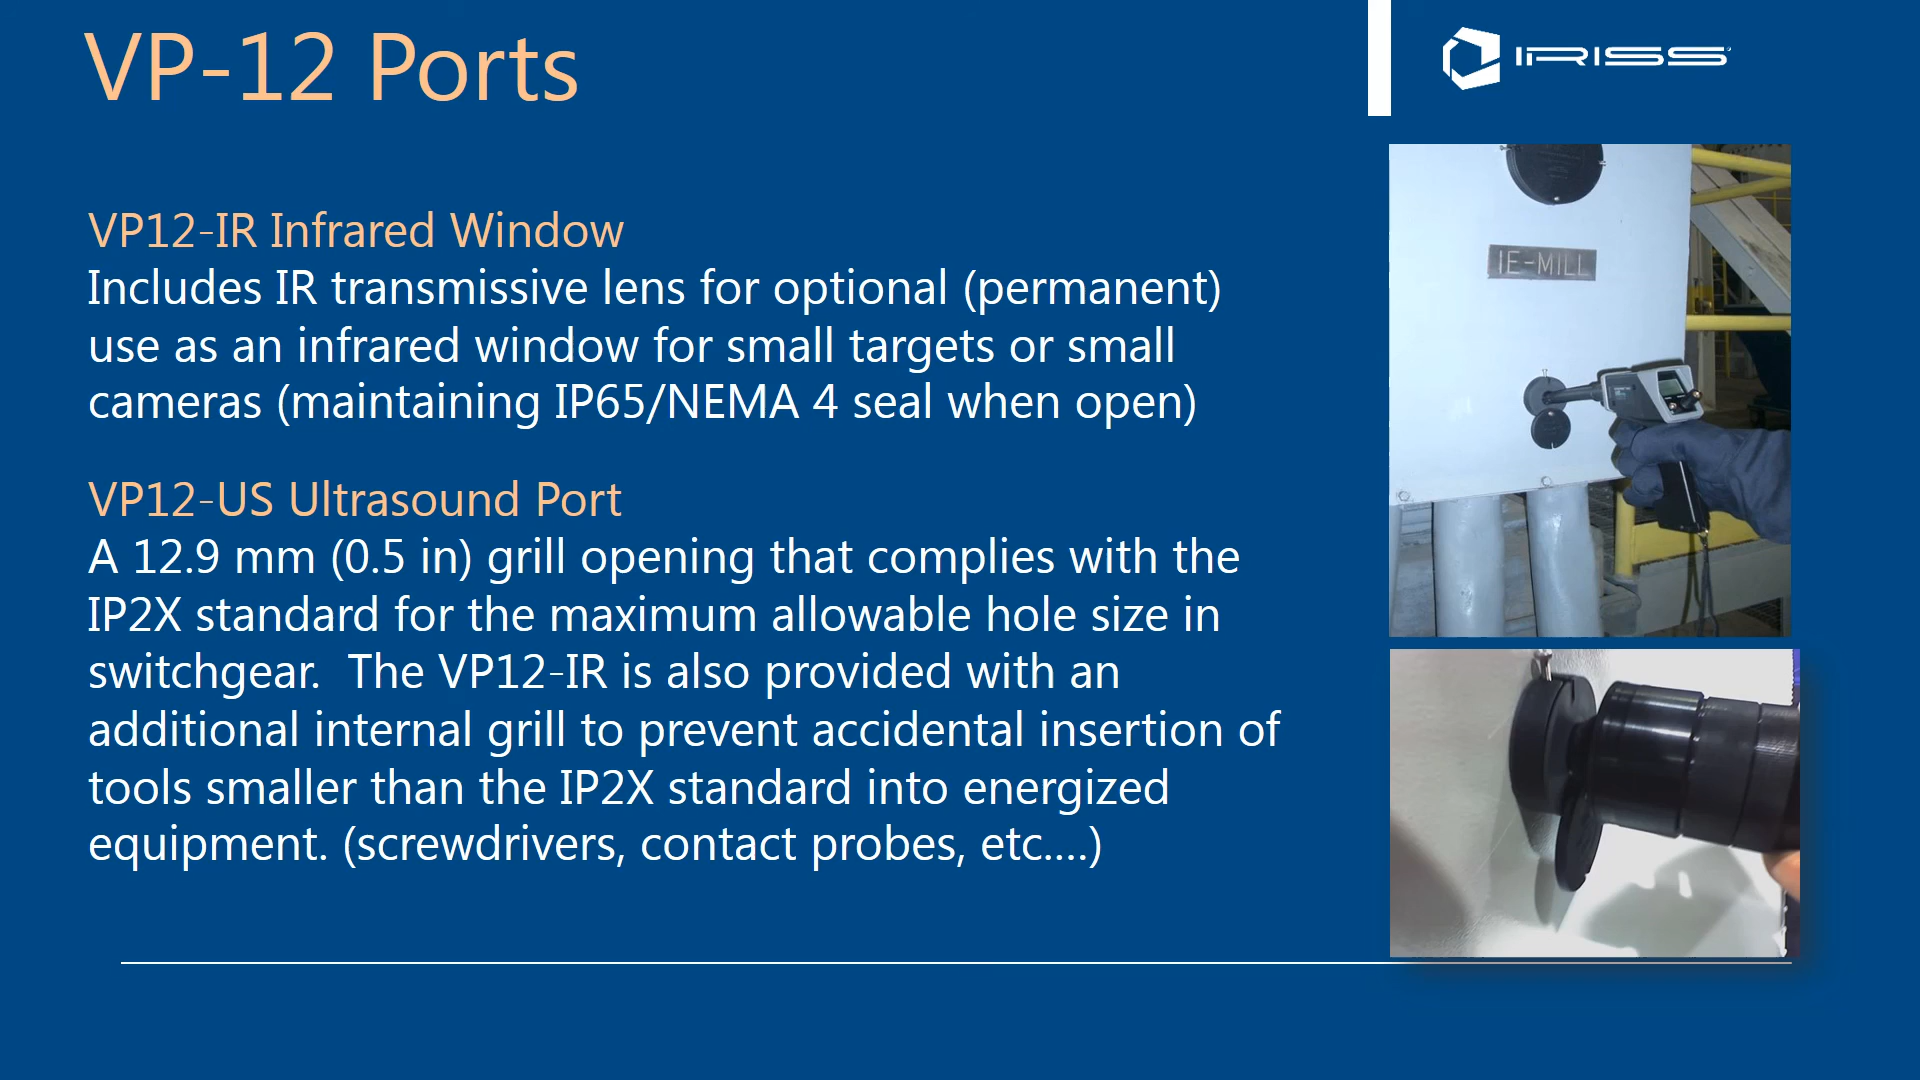 VP-12 Ports
IRISS
VP12-IR Infrared Window
Includes IR transmissive lens for optional (permanent)
use as an infrared window for small targets or small
cameras (maintaining IP65/NEMA 4 seal when open)
VP12-US Ultrasound Port
A 12.9 mm (0.5 in) grill opening that complies with the
IP2X standard for the maximum allowable hole size in
switchgear.  The VP12-IR is also provided with an
additional internal grill to prevent accidental insertion of
tools smaller than the IP2X standard into energized
equipment. (screwdrivers, contact probes, etc....)
IE-MILL